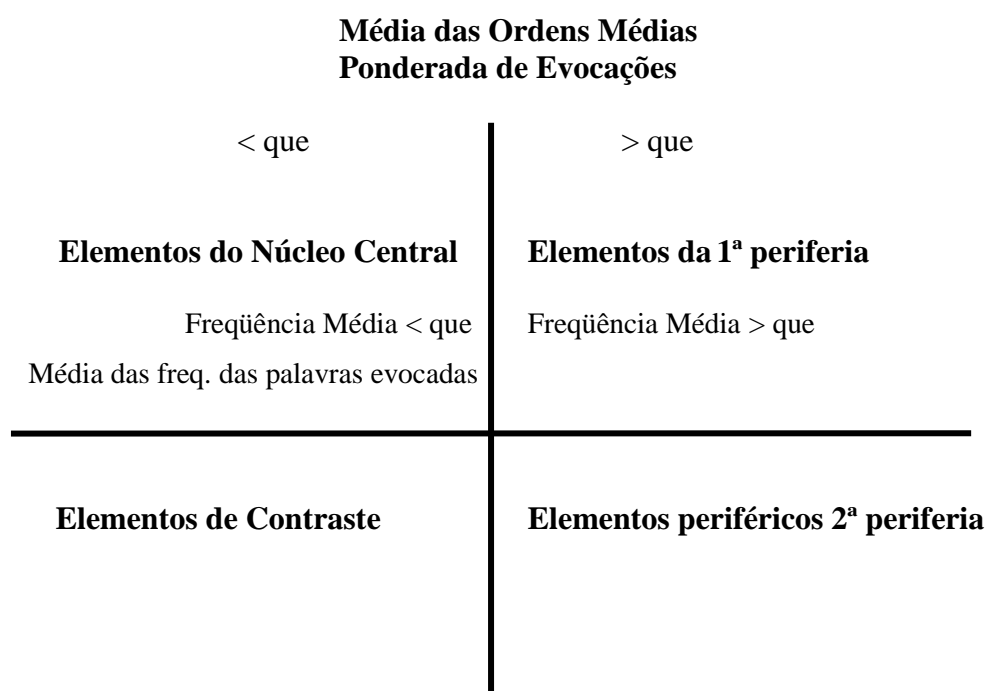 Média das Ordens Médias
Ponderada de Evocações
< que
> que
Elementos do Núcleo Central
Elementos da 1ª periferia
Freqüência Média < que
Freqüência Média > que
Média das freq. das palavras evocadas
Elementos de Contraste
Elementos periféricos 2ª periferia